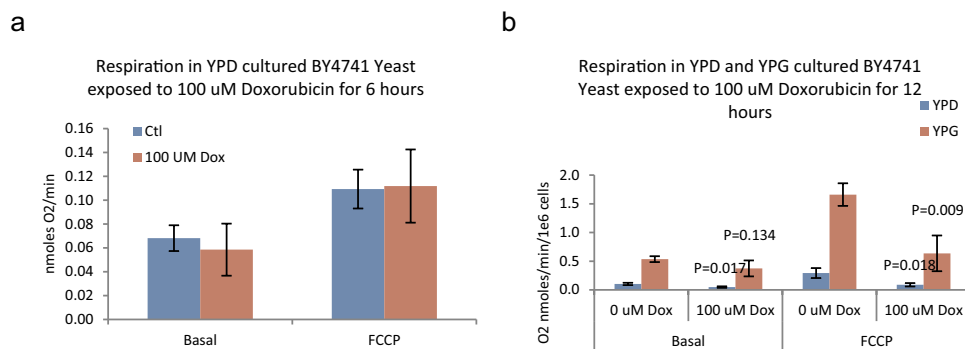 a
Respiration in YPD cultured BY4741 Yeast
exposed to 100 uM Doxorubicin for 6 hours
nmoles O2/min
0.16
0.14
0.12
0.10
0.08
0.06
0.04
0.02
0.00
Ctl
100 UM Dox
Basal
FCCP
b
Respiration in YPD and YPG cultured BY4741
Yeast exposed to 100 uM Doxorubicin for 12
hours
YPD
YPG
O2 nmoles/min/1e6 cells
2.0
1.5
1.0
0.5
0.0
P=0.134
P=0.017
P=0.009
P=0.018
0 uM Dox
100 uM Dox
0 uM Dox
100 uM Dox
Basal
FCCP